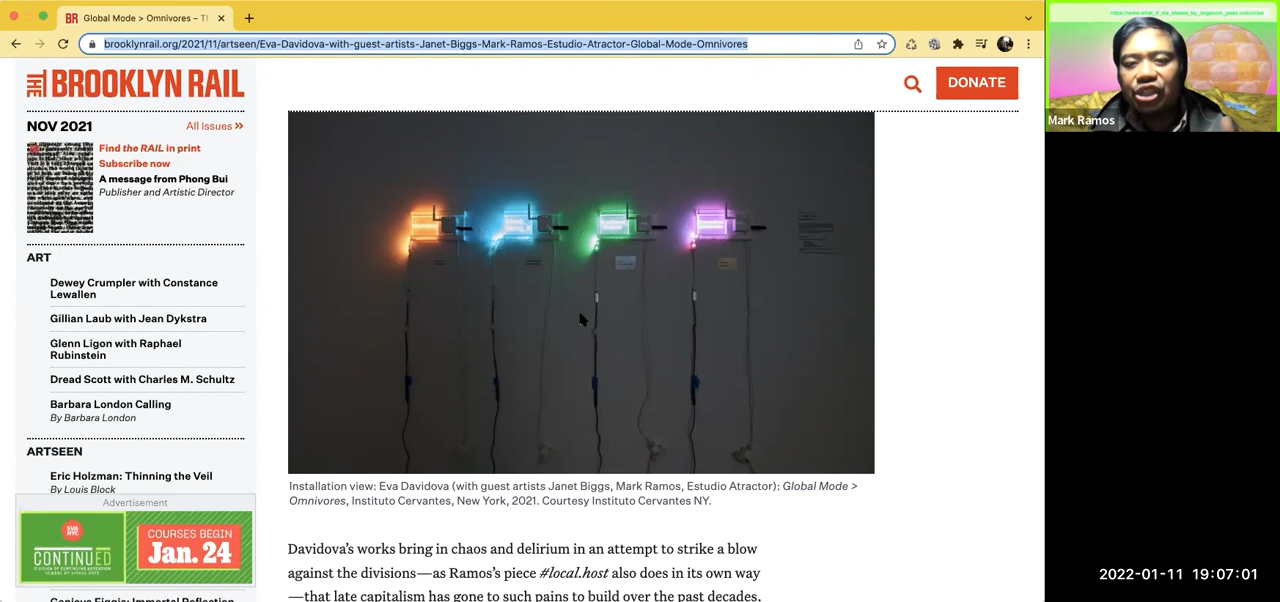 Global Mode > Omnivores – T
brooklynrail.org/2021/11/artseen/Eva-Davidova-with-guest-artists-Janet-Biggs-Mark-Ramos-Estudio-Atractor-Global-Mode-Omnivores
THE BROOKLYN RAIL
DONATE
NOV 2021
All Issues »
Find the RAIL in print
Subscribe now
A message from Phong Bui
Publisher and Artistic Director
ART
Dewey Crumpler with Constance
Lewallen
Gillian Laub with Jean Dykstra
Glenn Ligon with Raphael
Rubinstein
Dread Scott with Charles M. Schultz
Barbara London Calling
By Barbara London
ARTSEEN
Eric Holzman: Thinning the Veil
By Louis Block
Advertisement
SVA
NYC
CONTINUED
COURSES BEGIN
Jan. 24
Installation view: Eva Davidova (with guest artists Janet Biggs, Mark Ramos, Estudio Atractor): Global Mode >
Omnivores, Instituto Cervantes, New York, 2021. Courtesy Instituto Cervantes NY.
Davidova's works bring in chaos and delirium in an attempt to strike a blow
against the divisions—as Ramos's piece #local.host also does in its own way
—that late capitalism has gone to such pains to build over the past decades.
Mark Ramos
2022-01-11 19:07:01